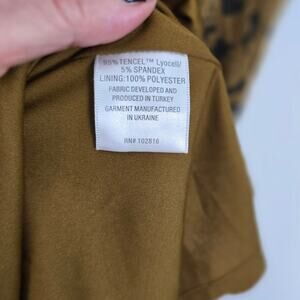 95% TENCEL™ Lyocell/
5% SPANDEX
LINING:100% POLYESTER
FABRIC DEVELOPED AND
PRODUCED IN TURKEY
GARMENT MANUFACTURED
IN UKRAINE
RN# 102816